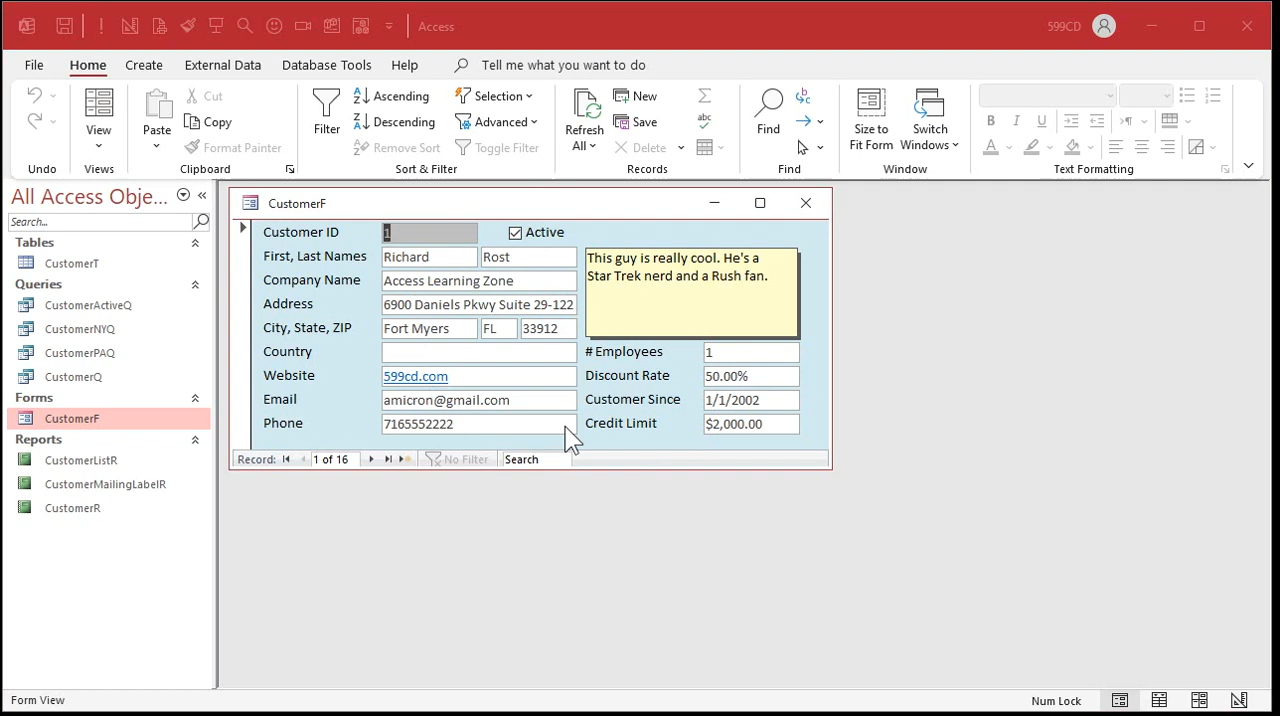 Access
599CD
File Home Create External Data Database Tools Help Tell me what you want to do
Undo
View
Views
Paste
Cut
Copy
Format Painter
Clipboard
Filter
Ascending
Descending
Remove Sort
Selection
Advanced
Toggle Filter
Sort & Filter
Refresh
All
New
Save
Delete
Records
Find
Find
Size to
Fit Form
Switch
Windows
Window
B I U
A
Text Formatting
All Access Obje...
Search...
Tables
CustomerT
Queries
CustomerActiveQ
CustomerNYQ
CustomerPAQ
CustomerQ
Forms
CustomerF
Reports
CustomerListR
CustomerMailingLabelR
CustomerR
CustomerF
Customer ID 1 Active
First, Last Names Richard Rost
Company Name Access Learning Zone
Address 6900 Daniels Pkwy Suite 29-122
City, State, ZIP Fort Myers FL 33912
Country
Website 599cd.com
Email amicron@gmail.com
Phone 7165552222
This guy is really cool. He's a
Star Trek nerd and a Rush fan.
# Employees 1
Discount Rate 50.00%
Customer Since 1/1/2002
Credit Limit $2,000.00
Record: 1 of 16 No Filter Search
Form View Num Lock